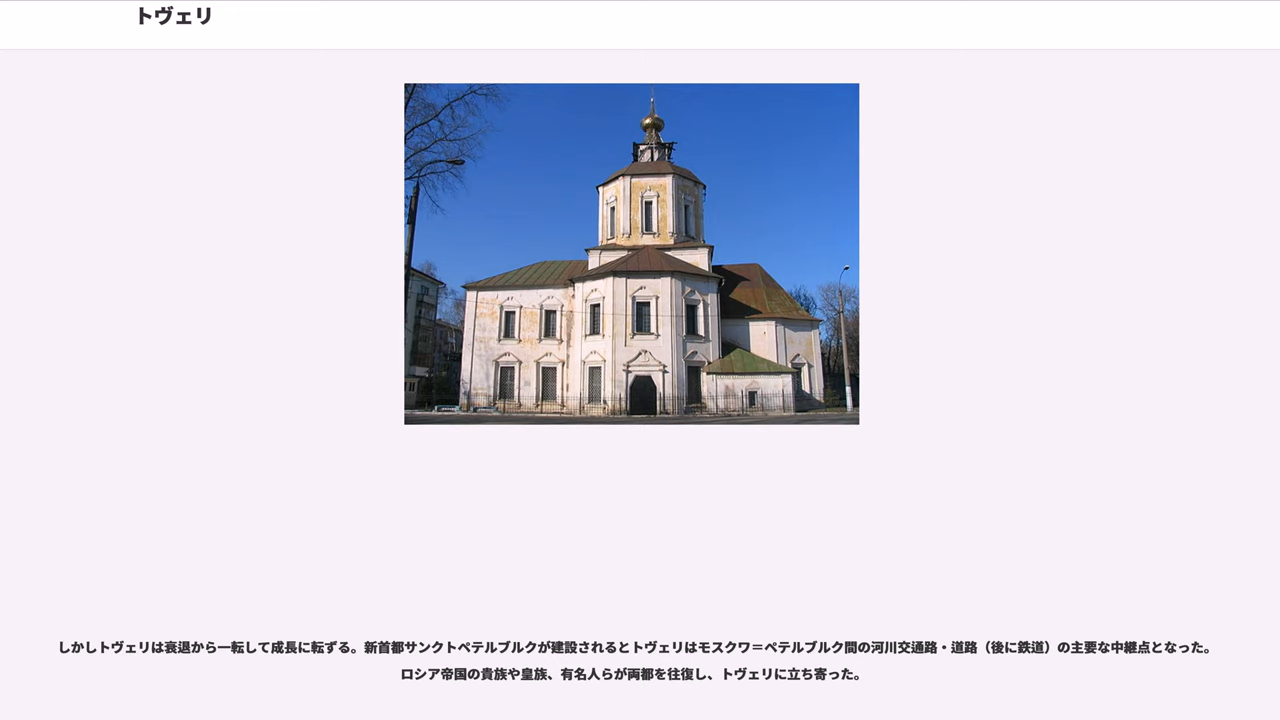 トヴェリ
しかしトヴェリは衰退から一転して成長に転ずる。新首都サンクトペテルブルクが建設されるとトヴェリはモスクワ＝ペテルブルク間の河川交通路・道路（後に鉄道）の主要な中継点となった。
ロシア帝国の貴族や皇族、有名人らが両都を往復し、トヴェリに立ち寄った。